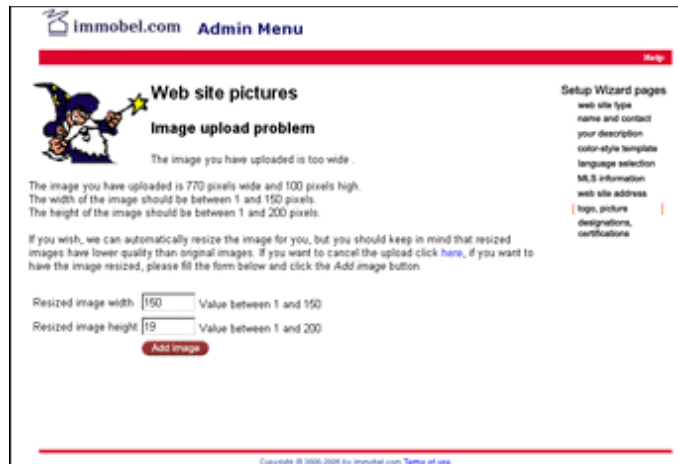 immobel.com Admin Menu
Help
Web site pictures
Image upload problem
The image you have uploaded is too wide .
The image you have uploaded is 770 pixels wide and 100 pixels high.
The width of the image should be between 1 and 150 pixels.
The height of the image should be between 1 and 200 pixels.
If you wish, we can automatically resize the image for you, but you should keep in mind that resized
images have lower quality than original images. If you want to cancel the upload click here, if you want to
have the image resized, please fill the form below and click the Add image button.
Resized image width 150 Value between 1 and 150
Resized image height 19 Value between 1 and 200
Add image
Setup Wizard pages
web site type
name and contact
your description
color-style template
language selection
MLS information
web site address
logo, picture
designations,
certifications
Copyright © 2000-2005 by immobel.com Terms of use